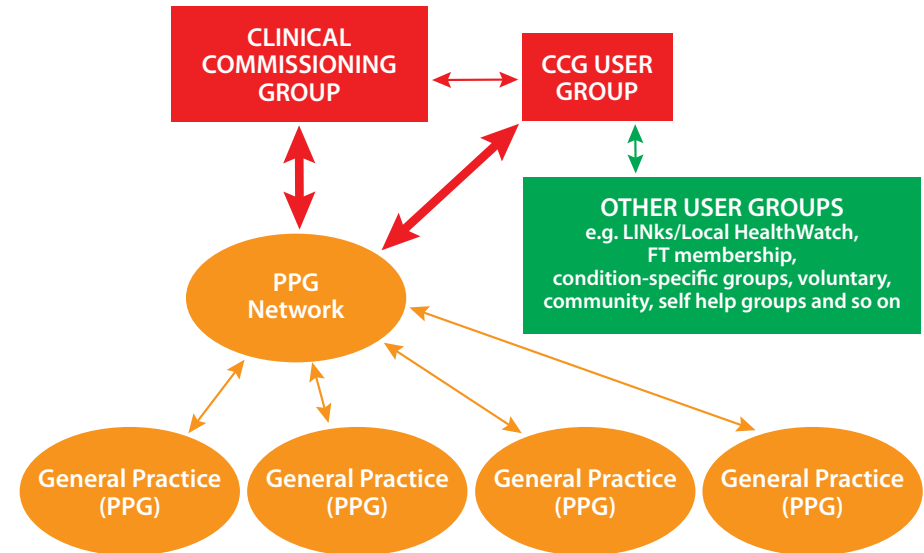 CLINICAL
COMMISSIONING
GROUP
CCG USER
GROUP
OTHER USER GROUPS
e.g. LINks/Local HealthWatch,
FT membership,
condition-specific groups, voluntary,
community, self help groups and so on
PPG
Network
General Practice
(PPG)
General Practice
(PPG)
General Practice
(PPG)
General Practice
(PPG)